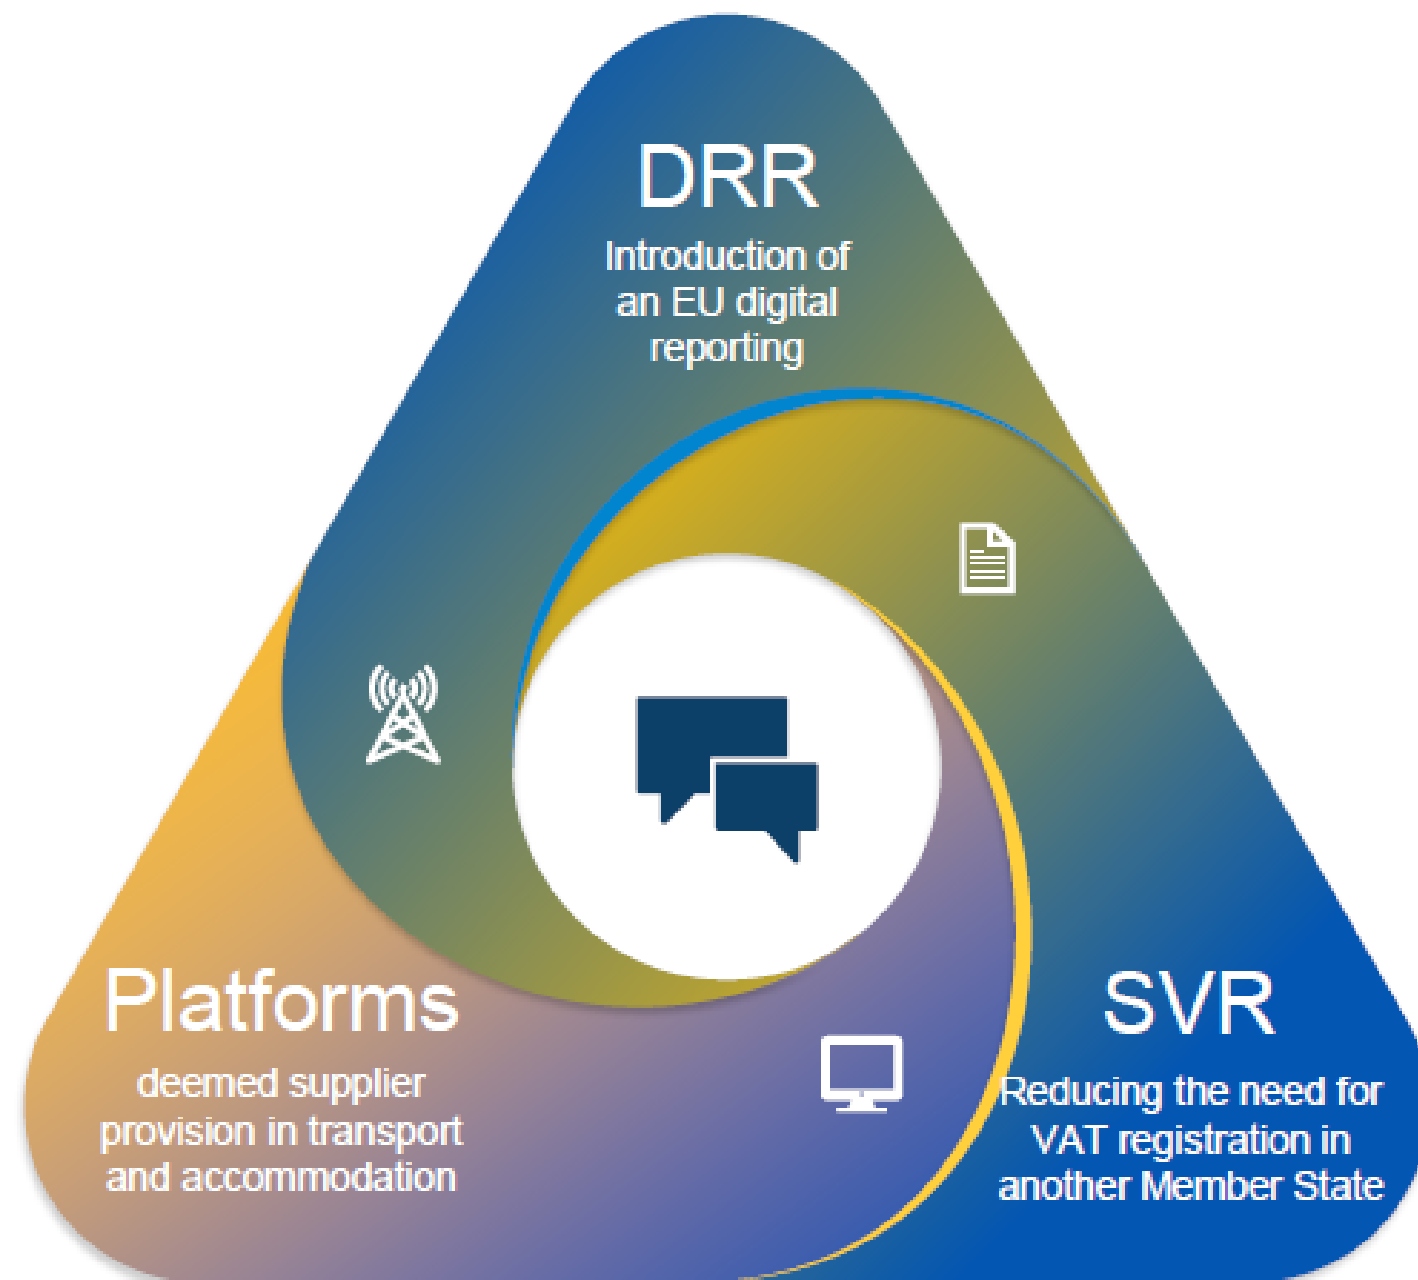 DRR
Introduction of
an EU digital
reporting
Platforms
deemed supplier
provision in transport
and accommodation
SVR
Reducing the need for
VAT registration in
another Member State